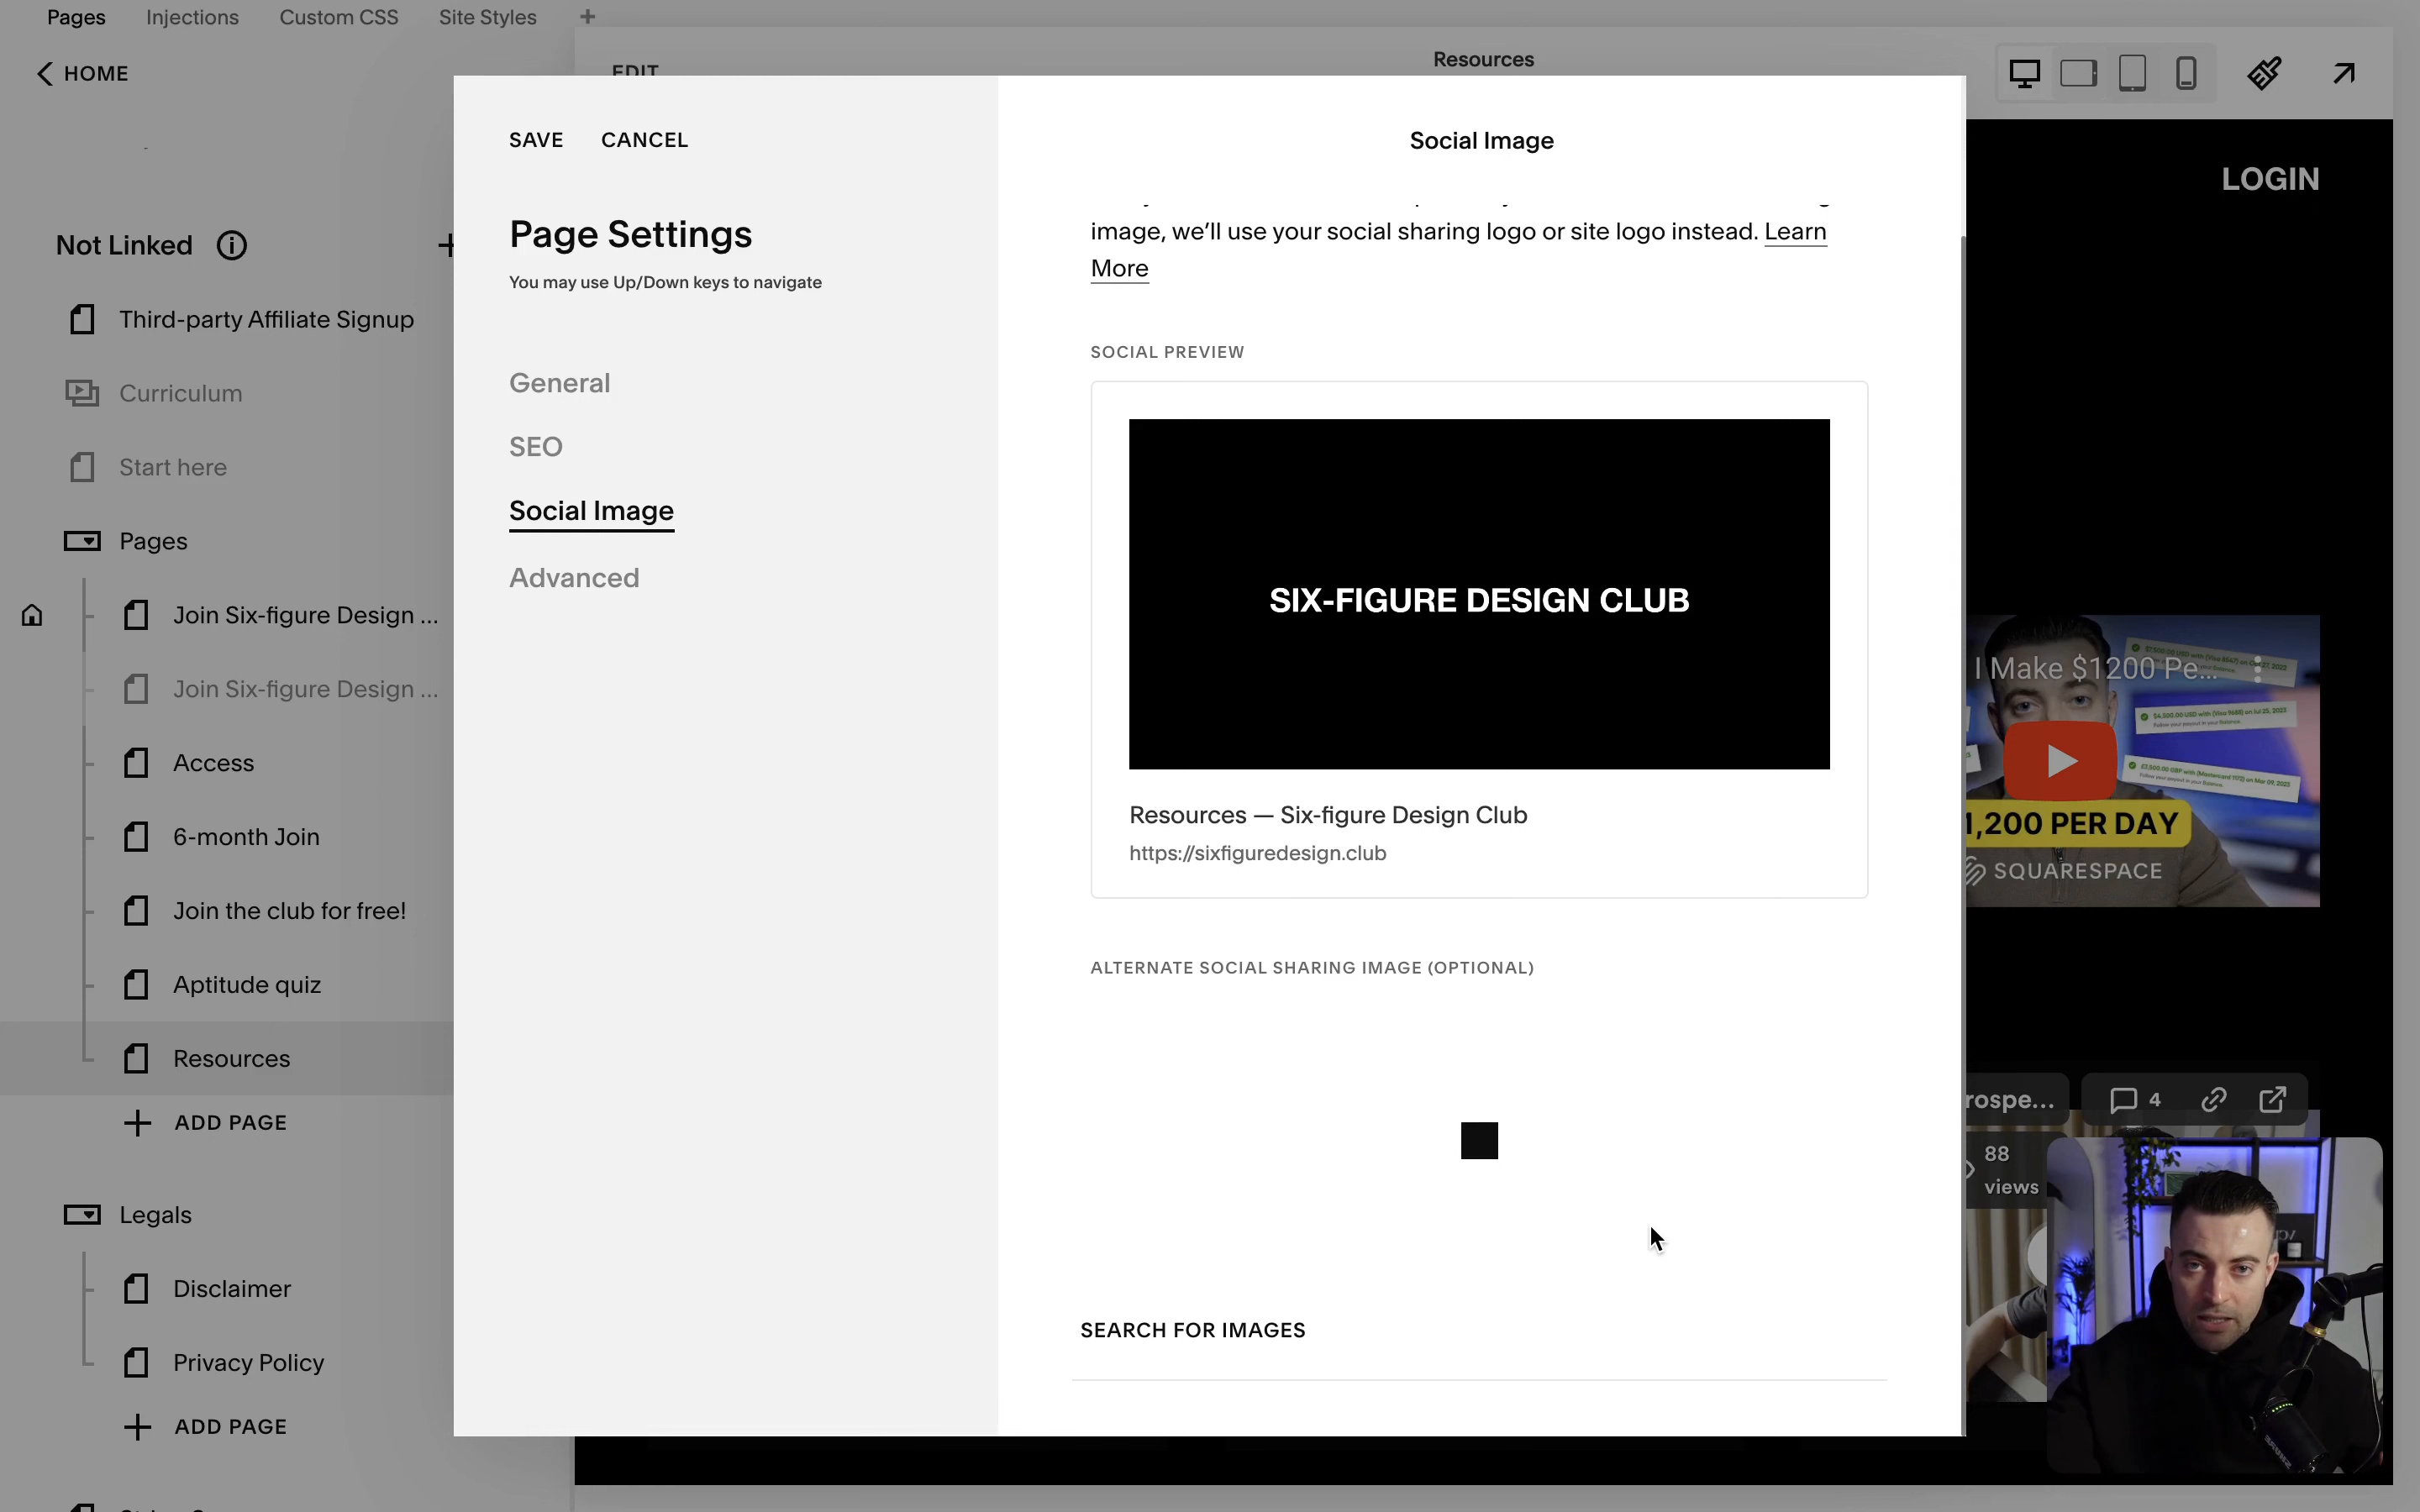 Pages
Injections
Custom CSS
Site Styles
HOME
EDIT
Resources
LOGIN
Not Linked
Third-party Affiliate Signup
Curriculum
Start here
Pages
Join Six-figure Design ...
Join Six-figure Design ...
Access
6-month Join
Join the club for free!
Aptitude quiz
Resources
ADD PAGE
Legals
Disclaimer
Privacy Policy
ADD PAGE
SAVE
CANCEL
Page Settings
You may use Up/Down keys to navigate
General
SEO
Social Image
Advanced
Social Image
image, we’ll use your social sharing logo or site logo instead. Learn
More
SOCIAL PREVIEW
SIX-FIGURE DESIGN CLUB
Resources — Six-figure Design Club
https://sixfiguredesign.club
ALTERNATE SOCIAL SHARING IMAGE (OPTIONAL)
SEARCH FOR IMAGES
I Make $1200 Pe...
1,200 PER DAY
SQUARESPACE
rospe...
4
88
views